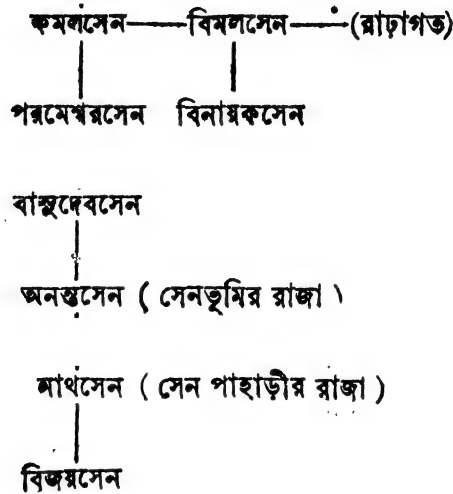 কমলসেন — বিমলসেন — (রাঢ়াগত)
পরমেশ্বরসেন বিনায়কসেন
বাসুদেবসেন
অনন্তসেন ( সেনভূমির রাজা )
নাথসেন ( সেন পাহাড়ীর রাজা )
বিজয়সেন